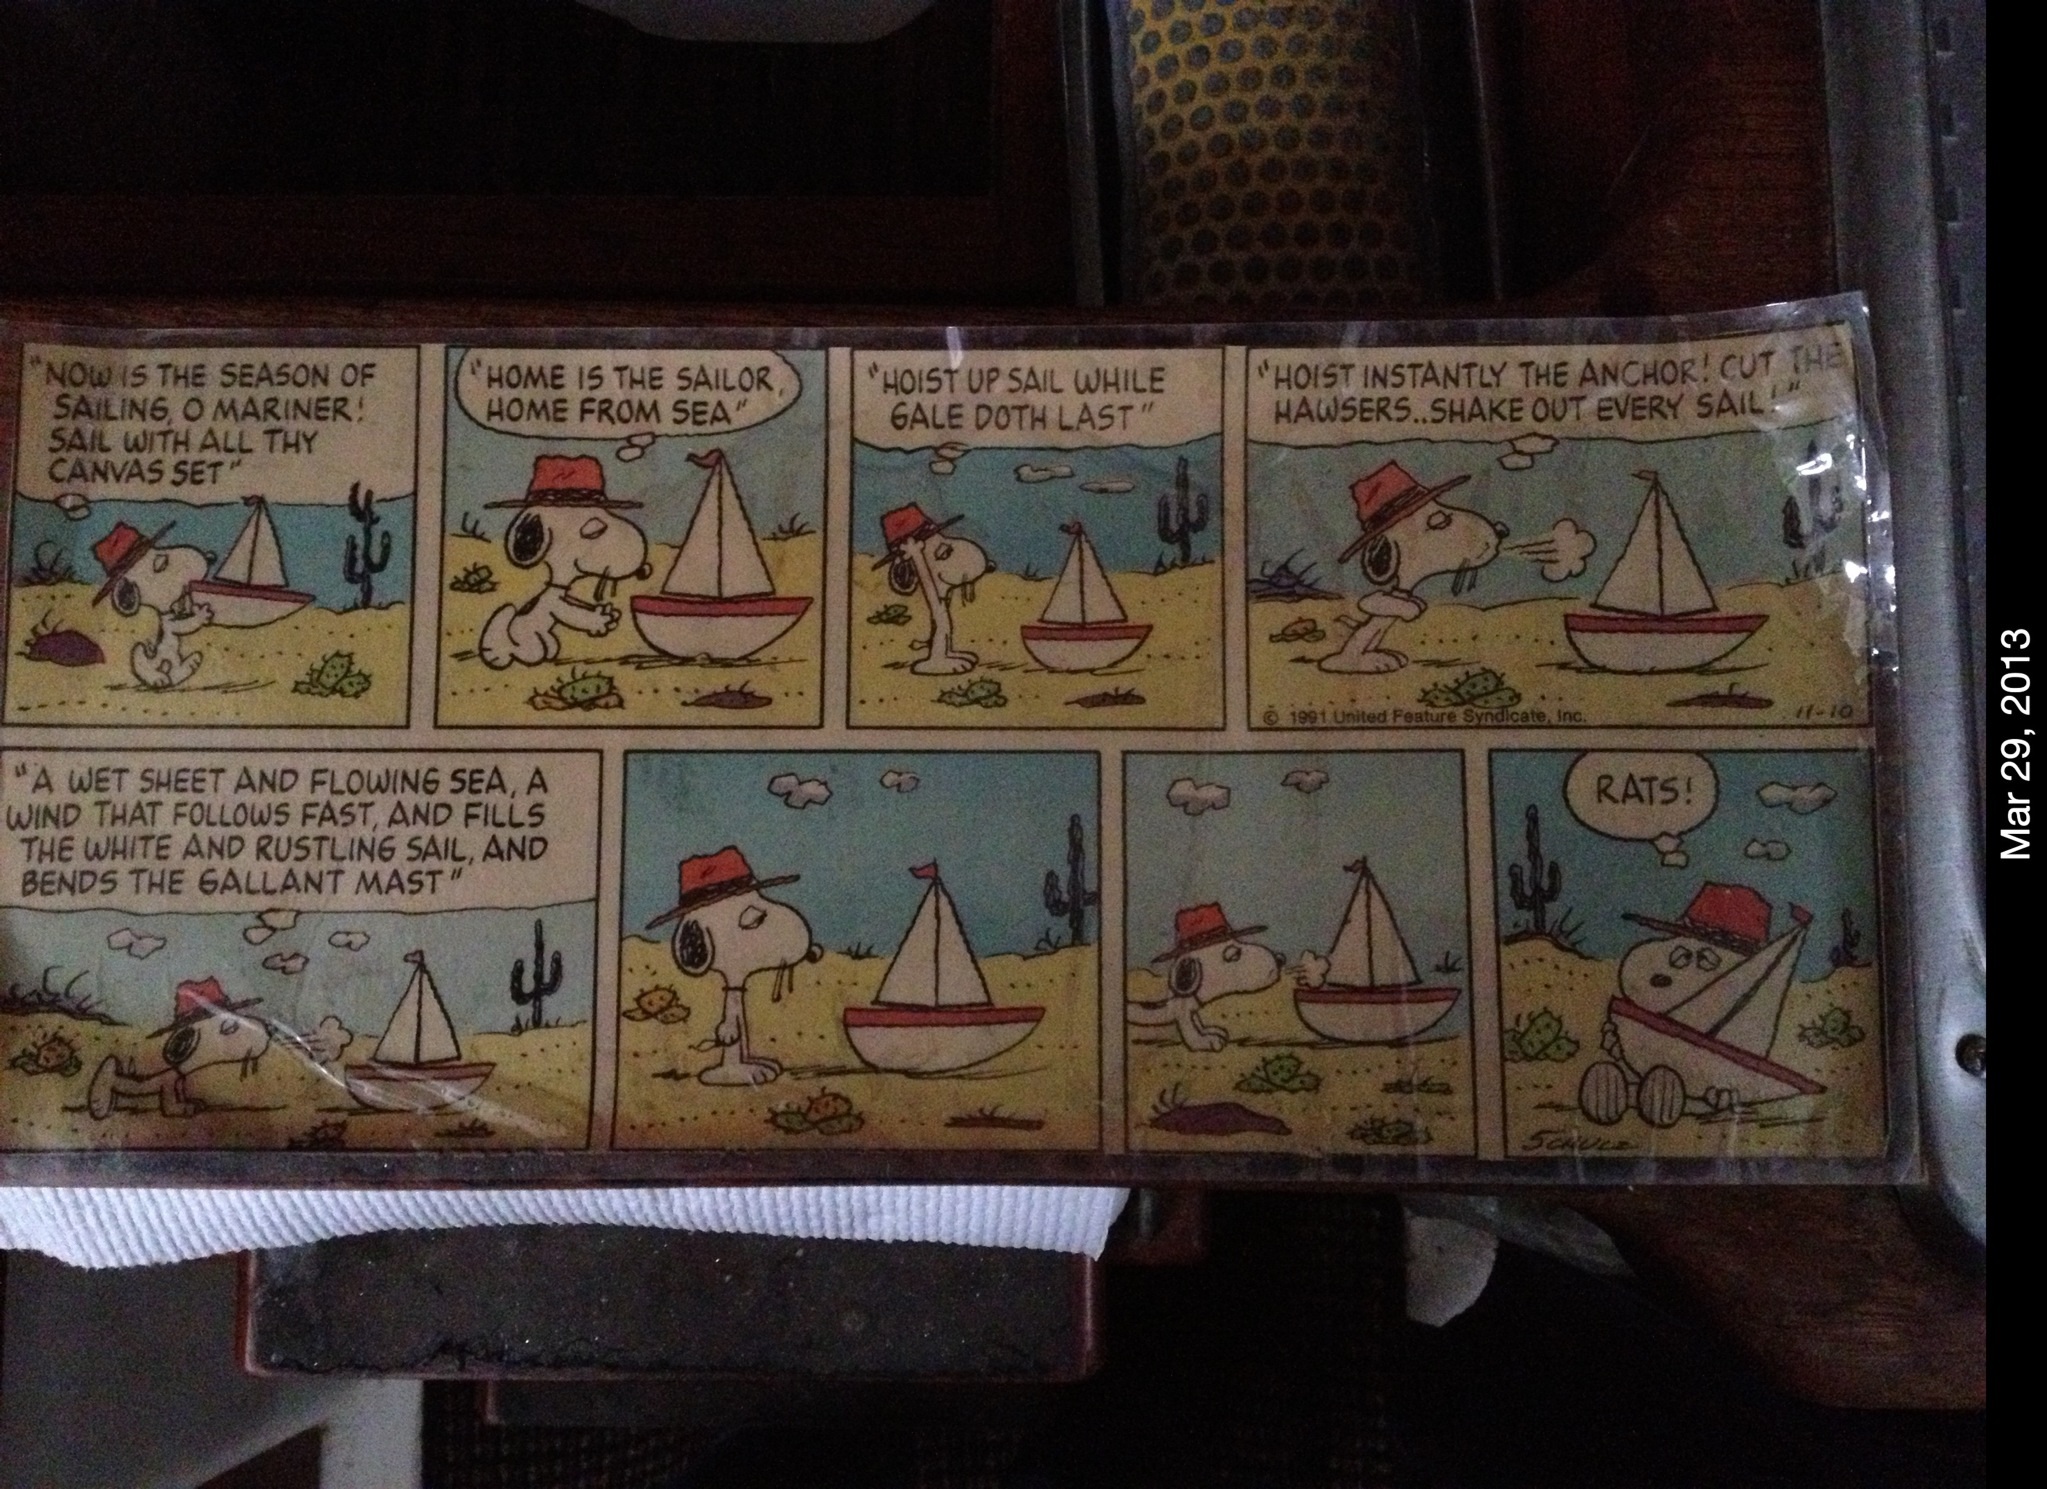 "NOW IS THE SEASON OF
SAILING, O MARINER!
SAIL WITH ALL THY
CANVAS SET"
"HOME IS THE SAILOR,
HOME FROM SEA"
"HOIST UP SAIL WHILE
GALE DOTH LAST"
"HOIST INSTANTLY THE ANCHOR! CUT THE
HAWSERS..SHAKE OUT EVERY SAIL!"
© 1991 United Feature Syndicate, Inc.
11-10
"A WET SHEET AND FLOWING SEA, A
WIND THAT FOLLOWS FAST, AND FILLS
THE WHITE AND RUSTLING SAIL, AND
BENDS THE GALLANT MAST"
RATS!
SCHULZ
Mar 29, 2013